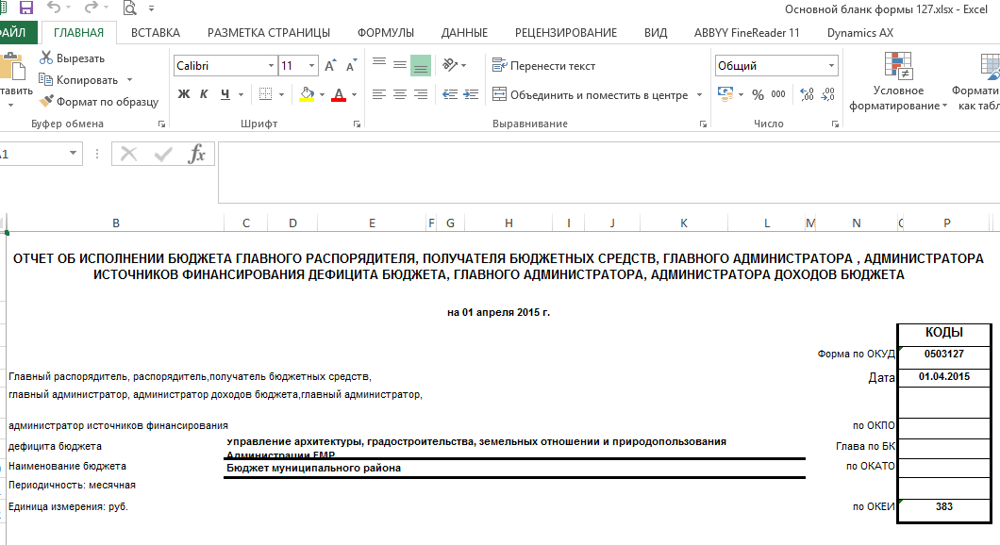 Основной бланк формы 127.xlsx - Excel
АЙЛ ГЛАВНАЯ ВСТАВКА РАЗМЕТКА СТРАНИЦЫ ФОРМУЛЫ ДАННЫЕ РЕЦЕНЗИРОВАНИЕ ВИД ABBYY FineReader 11 Dynamics AX
тавить
Вырезать
Копировать
Формат по образцу
Буфер обмена
Calibri 11
Ж К Ч
Шрифт
Перенести текст
Объединить и поместить в центре
Выравнивание
Общий
% 000
Число
Условное
форматирование
Формати
как табл
1
fx
B C D E F G H I J K L M N O P
ОТЧЕТ ОБ ИСПОЛНЕНИИ БЮДЖЕТА ГЛАВНОГО РАСПОРЯДИТЕЛЯ, ПОЛУЧАТЕЛЯ БЮДЖЕТНЫХ СРЕДСТВ, ГЛАВНОГО АДМИНИСТРАТОРА , АДМИНИСТРАТОРА
ИСТОЧНИКОВ ФИНАНСИРОВАНИЯ ДЕФИЦИТА БЮДЖЕТА, ГЛАВНОГО АДМИНИСТРАТОРА, АДМИНИСТРАТОРА ДОХОДОВ БЮДЖЕТА
на 01 апреля 2015 г.
КОДЫ
Форма по ОКУД 0503127
Главный распорядитель, распорядитель,получатель бюджетных средств, Дата 01.04.2015
главный администратор, администратор доходов бюджета,главный администратор,
администратор источников финансирования по ОКПО
дефицита бюджета Управление архитектуры, градостроительства, земельных отношении и природопользования Глава по БК
Администрации ЕМР
Наименование бюджета Бюджет муниципального района по ОКАТО
Периодичность: месячная
Единица измерения: руб. по ОКЕИ 383